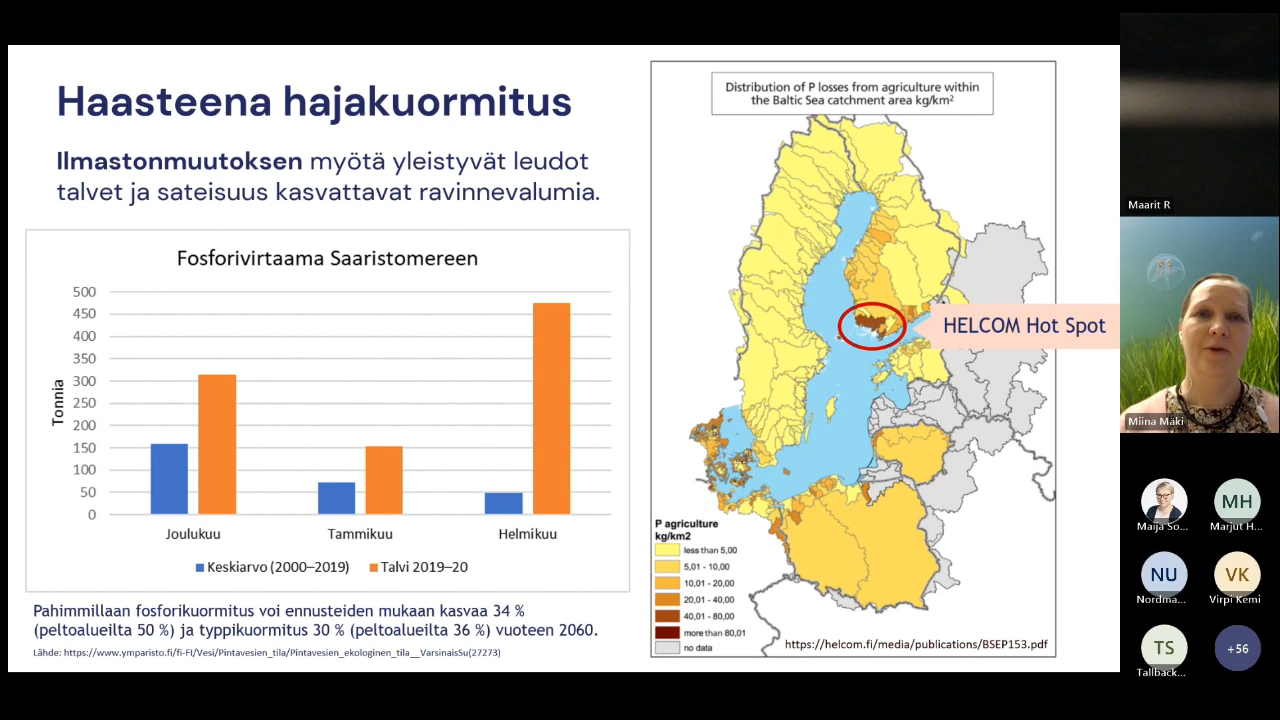 Haasteena hajakuormitus
Ilmastonmuutoksen myötä yleistyvät leudot
talvet ja sateisuus kasvattavat ravinnevalumia.
Fosforivirtaama Saaristomereen
500
450
400
350
300
250
200
150
100
50
0
Tonnia
Joulukuu
Tammikuu
Helmikuu
Keskiarvo (2000–2019)
Talvi 2019–20
Pahimmillaan fosforikuormitus voi ennusteiden mukaan kasvaa 34 %
(peltoalueilta 50 %) ja typpikuormitus 30 % (peltoalueilta 36 %) vuoteen 2060.
Lähde: https://www.ymparisto.fi/fi-FI/Vesi/Pintavesien_tila/Pintavesien_ekologinen_tila__VarsinaisSu(27273)
Distribution of P losses from agriculture within
the Baltic Sea catchment area kg/km²
HELCOM Hot Spot
P agriculture
kg/km2
less than 5,00
5,01 - 10,00
10,01 - 20,00
20,01 - 40,00
40,01 - 80,00
more than 80,01
no data
https://helcom.fi/media/publications/BSEP153.pdf
Maarit R
Miina Mäki
Maija So...
MH
Marjut H...
NU
Nordma...
VK
Virpi Kemi
TS
Tallback...
+56